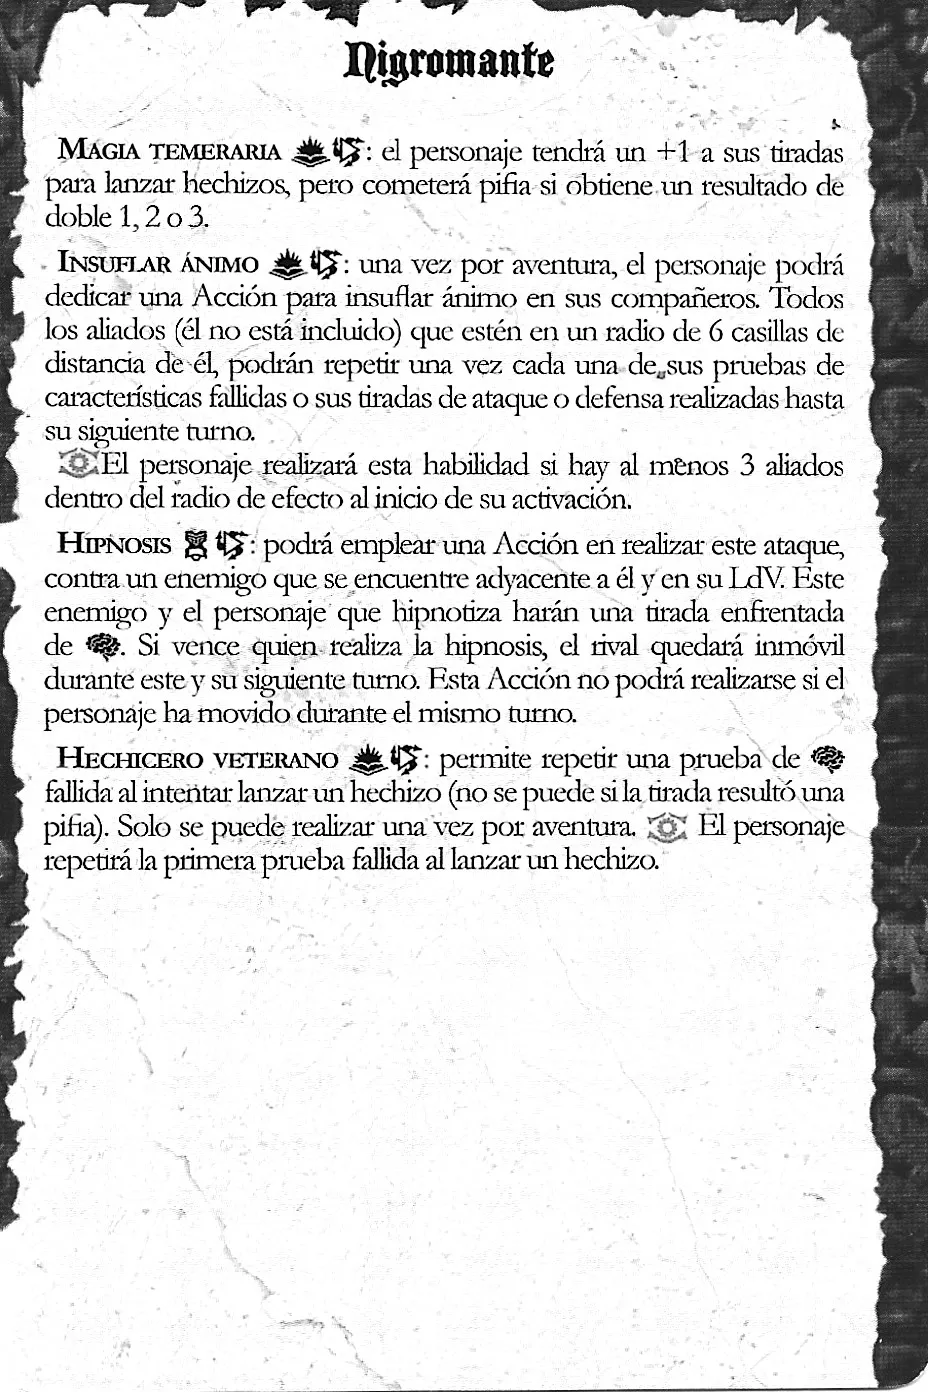 Nigromante
Magia temeraria : el personaje tendrá un +1 a sus tiradas
para lanzar hechizos, pero cometerá pifia si obtiene un resultado de
doble 1, 2 o 3.
Insuflar ánimo : una vez por aventura, el personaje podrá
dedicar una Acción para insuflar ánimo en sus compañeros. Todos
los aliados (él no está incluido) que estén en un radio de 6 casillas de
distancia de él, podrán repetir una vez cada una de sus pruebas de
características fallidas o sus tiradas de ataque o defensa realizadas hasta
su siguiente turno.
El personaje realizará esta habilidad si hay al menos 3 aliados
dentro del radio de efecto al inicio de su activación.
Hipnosis : podrá emplear una Acción en realizar este ataque,
contra un enemigo que se encuentre adyacente a él y en su LdV. Este
enemigo y el personaje que hipnotiza harán una tirada enfrentada
de . Si vence quien realiza la hipnosis, el rival quedará inmóvil
durante este y su siguiente turno. Esta Acción no podrá realizarse si el
personaje ha movido durante el mismo turno.
Hechicero veterano : permite repetir una prueba de
fallida al intentar lanzar un hechizo (no se puede si la tirada resultó una
pifia). Solo se puede realizar una vez por aventura. El personaje
repetirá la primera prueba fallida al lanzar un hechizo.